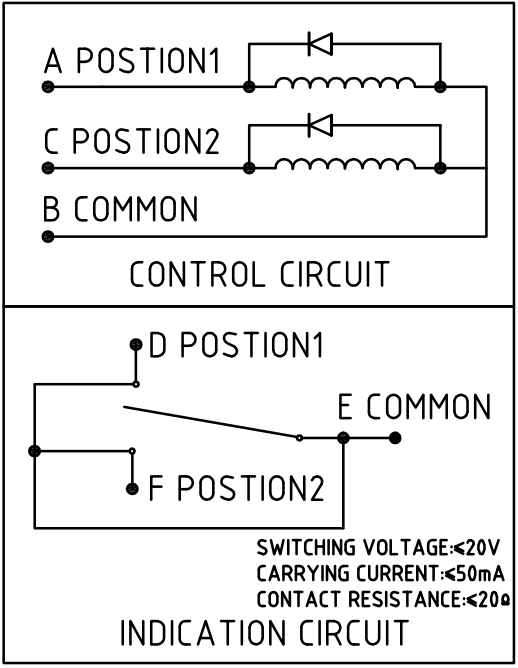 A POSTION1
C POSTION2
B COMMON
CONTROL CIRCUIT
D POSTION1
E COMMON
F POSTION2
SWITCHING VOLTAGE:≤20V
CARRYING CURRENT:≤50mA
CONTACT RESISTANCE:≤20Ω
INDICATION CIRCUIT